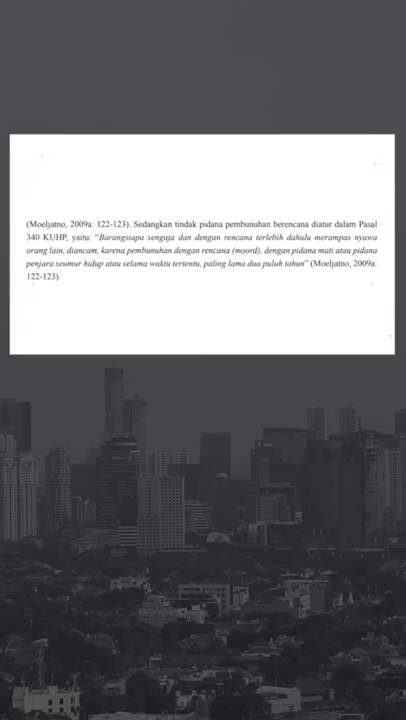 (Moeljatno, 2009a: 122-123). Sedangkan tindak pidana pembunuhan berencana diatur dalam Pasal
340 KUHP, yaitu: “Barangsiapa sengaja dan dengan rencana terlebih dahulu merampas nyawa
orang lain, diancam, karena pembunuhan dengan rencana (moord), dengan pidana mati atau pidana
penjara seumur hidup atau selama waktu tertentu, paling lama dua puluh tahun” (Moeljatno, 2009a:
122-123).